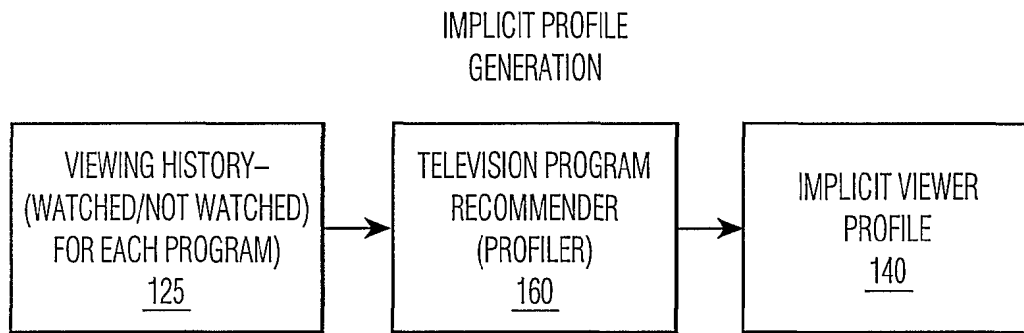 IMPLICIT PROFILE
GENERATION
VIEWING HISTORY–
(WATCHED/NOT WATCHED)
FOR EACH PROGRAM)
125
TELEVISION PROGRAM
RECOMMENDER
(PROFILER)
160
IMPLICIT VIEWER
PROFILE
140